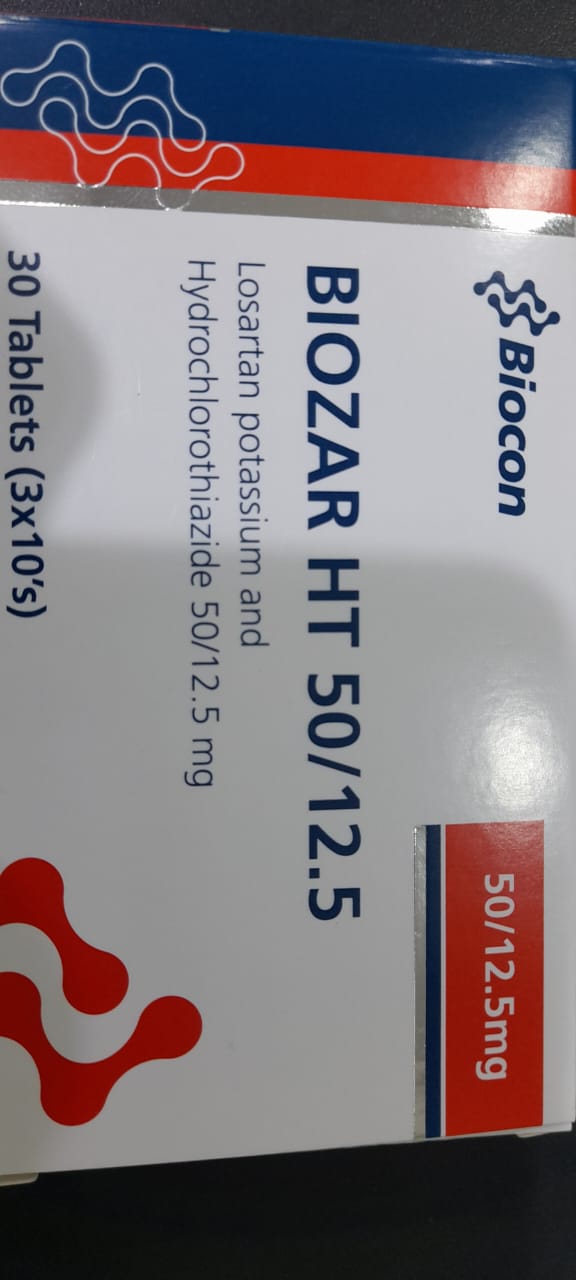 Biocon
50/12.5mg
BIOZAR HT 50/12.5
Losartan potassium and
Hydrochlorothiazide 50/12.5 mg
30 Tablets (3x10's)